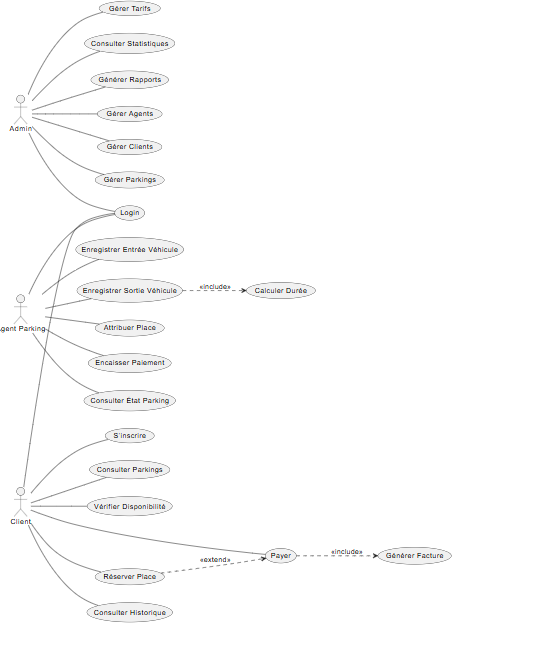 Gérer Tarifs
Consulter Statistiques
Générer Rapports
Gérer Agents
Admin
Gérer Clients
Gérer Parkings
Login
Enregistrer Entrée Véhicule
Enregistrer Sortie Véhicule
«include»
Calculer Durée
Agent Parking
Attribuer Place
Encaisser Paiement
Consulter État Parking
S'inscrire
Consulter Parkings
Vérifier Disponibilité
Client
Payer
«include»
Générer Facture
«extend»
Réserver Place
Consulter Historique